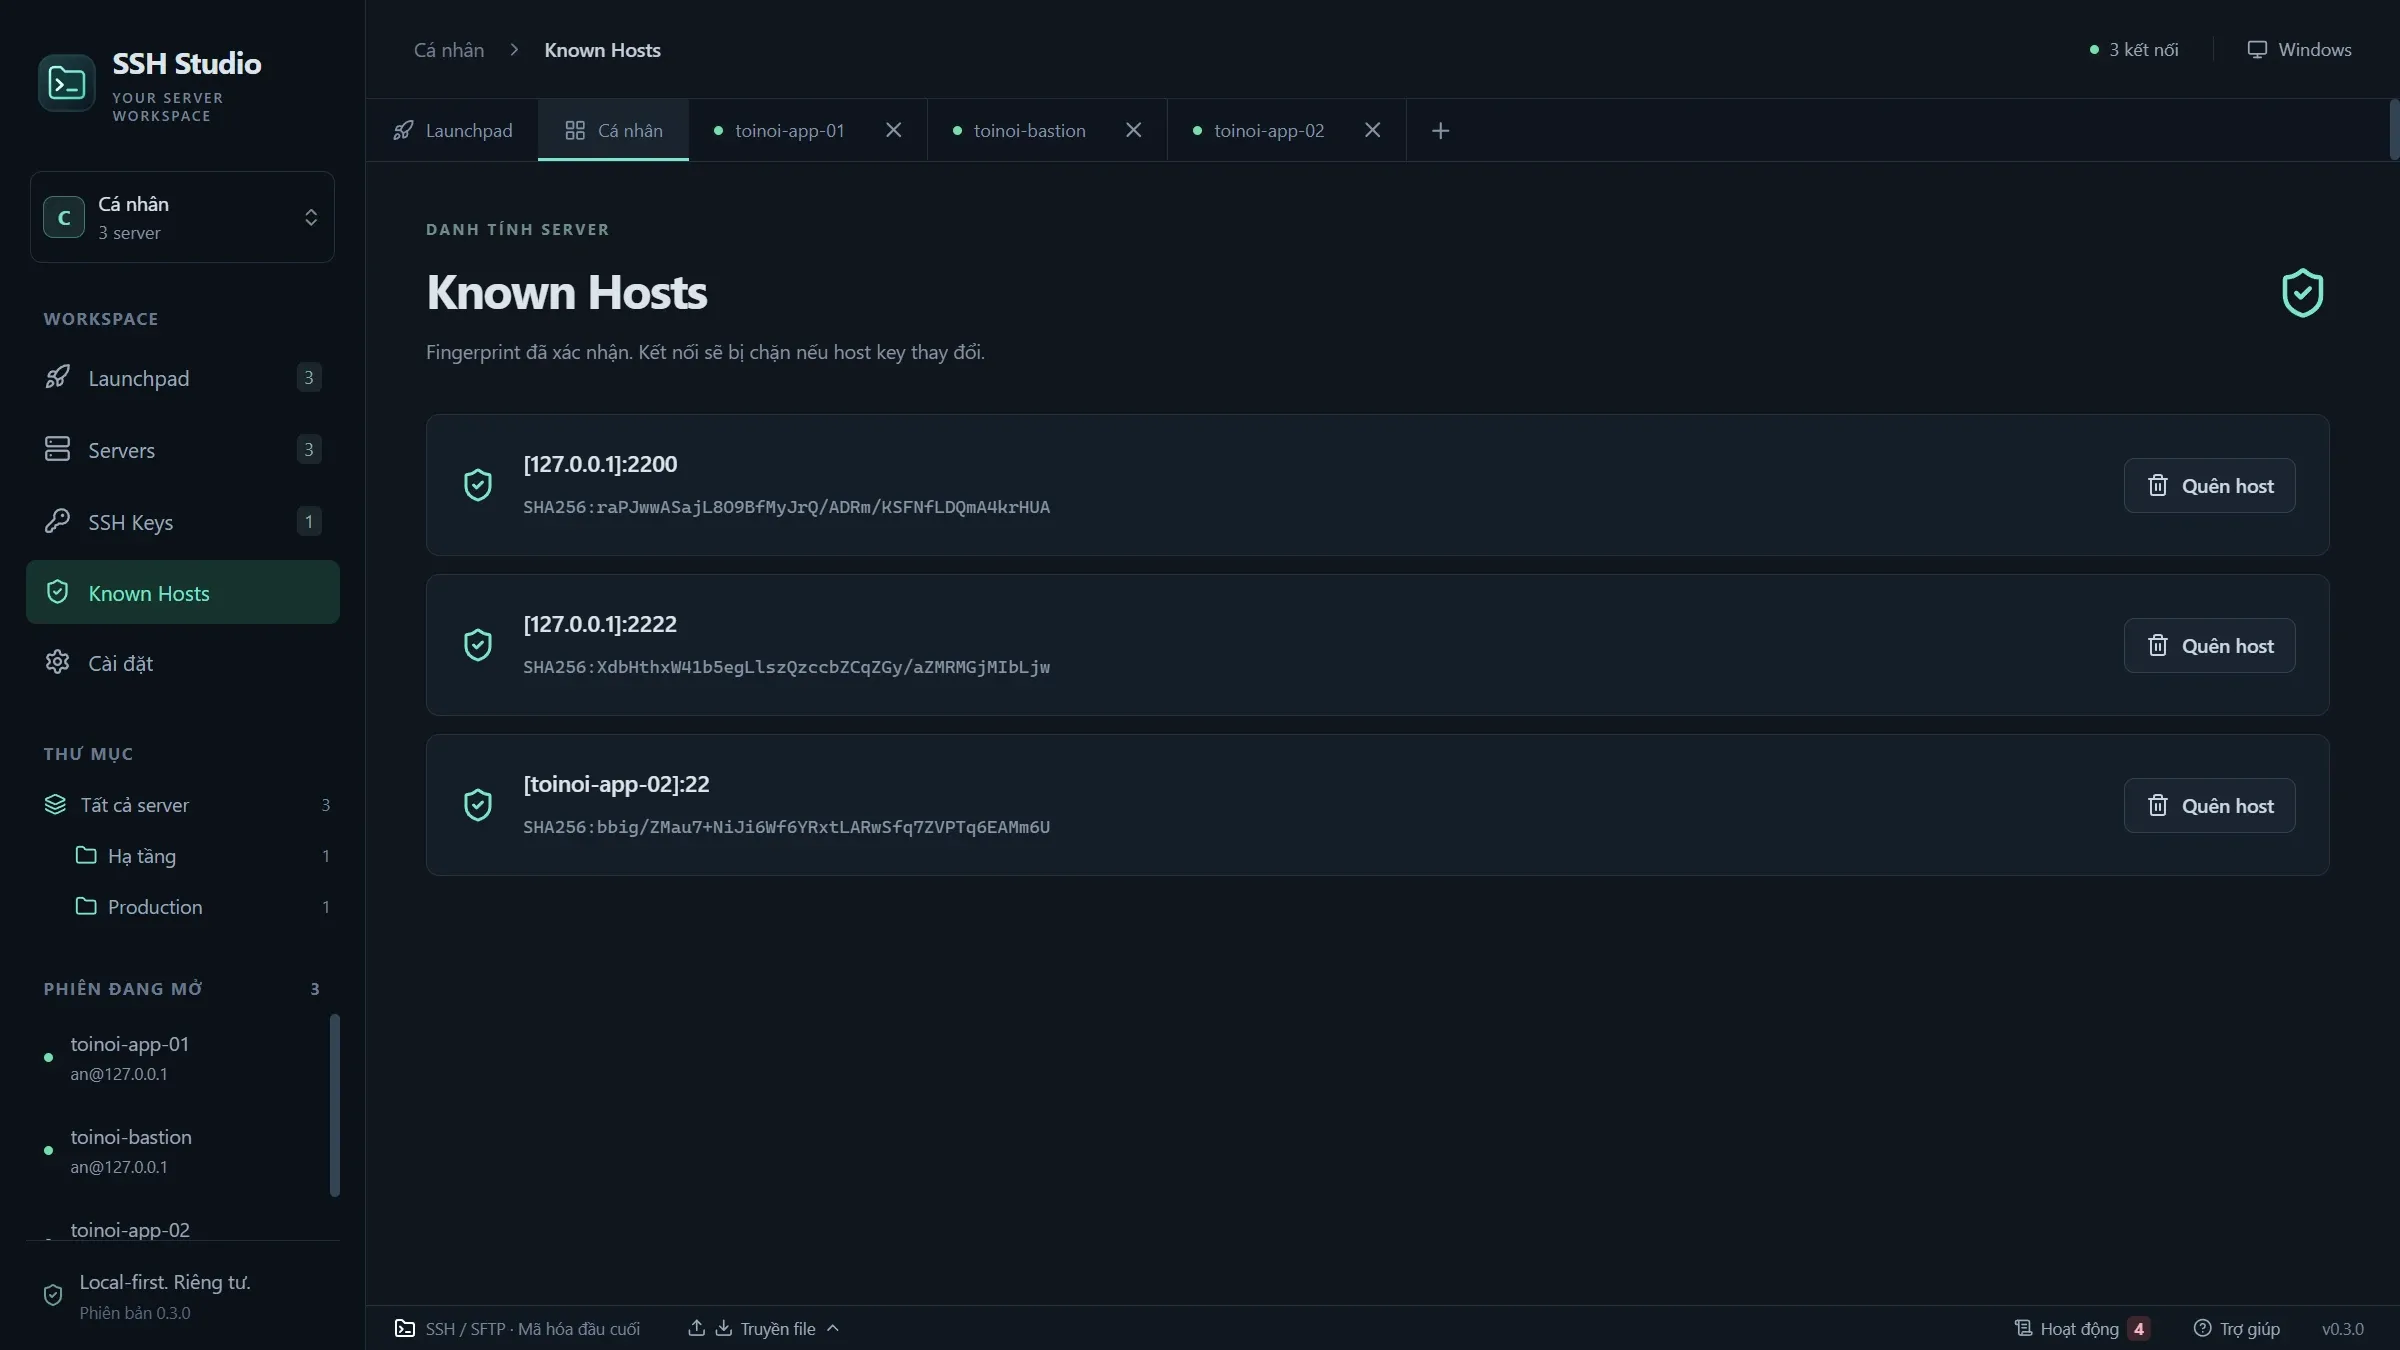 SSH Studio
YOUR SERVER
WORKSPACE
C
Cá nhân
3 server
WORKSPACE
Launchpad 3
Servers 3
SSH Keys 1
Known Hosts
Cài đặt
THƯ MỤC
Tất cả server 3
Hạ tầng 1
Production 1
PHIÊN ĐANG MỞ 3
toinoi-app-01
an@127.0.0.1
toinoi-bastion
an@127.0.0.1
toinoi-app-02
Local-first. Riêng tư.
Phiên bản 0.3.0
Cá nhân > Known Hosts
3 kết nối
Windows
Launchpad
Cá nhân
toinoi-app-01
toinoi-bastion
toinoi-app-02
DANH TÍNH SERVER
Known Hosts
Fingerprint đã xác nhận. Kết nối sẽ bị chặn nếu host key thay đổi.
[127.0.0.1]:2200
SHA256:raPJwwASajL8O9BfMyJrQ/ADRm/KSFNfLDQmA4krHUA
Quên host
[127.0.0.1]:2222
SHA256:XdbHthxW41b5egLlszQzccbZCqZGy/aZMRMGjMIbLjw
Quên host
[toinoi-app-02]:22
SHA256:bbig/ZMau7+NiJi6Wf6YRxtLARwSfq7ZVPTq6EAMm6U
Quên host
SSH / SFTP · Mã hóa đầu cuối
Truyền file
Hoạt động 4
Trợ giúp
v0.3.0